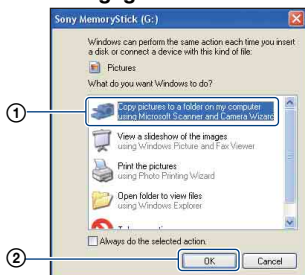 Sony MemoryStick (G:)
Windows can perform the same action each time you insert
a disk or connect a device with this kind of file:
Pictures
What do you want Windows to do?
① Copy pictures to a folder on my computer
using Microsoft Scanner and Camera Wizard
View a slideshow of the images
using Windows Picture and Fax Viewer
Print the pictures
using Photo Printing Wizard
Open folder to view files
using Windows Explorer
Always do the selected action.
② OK Cancel